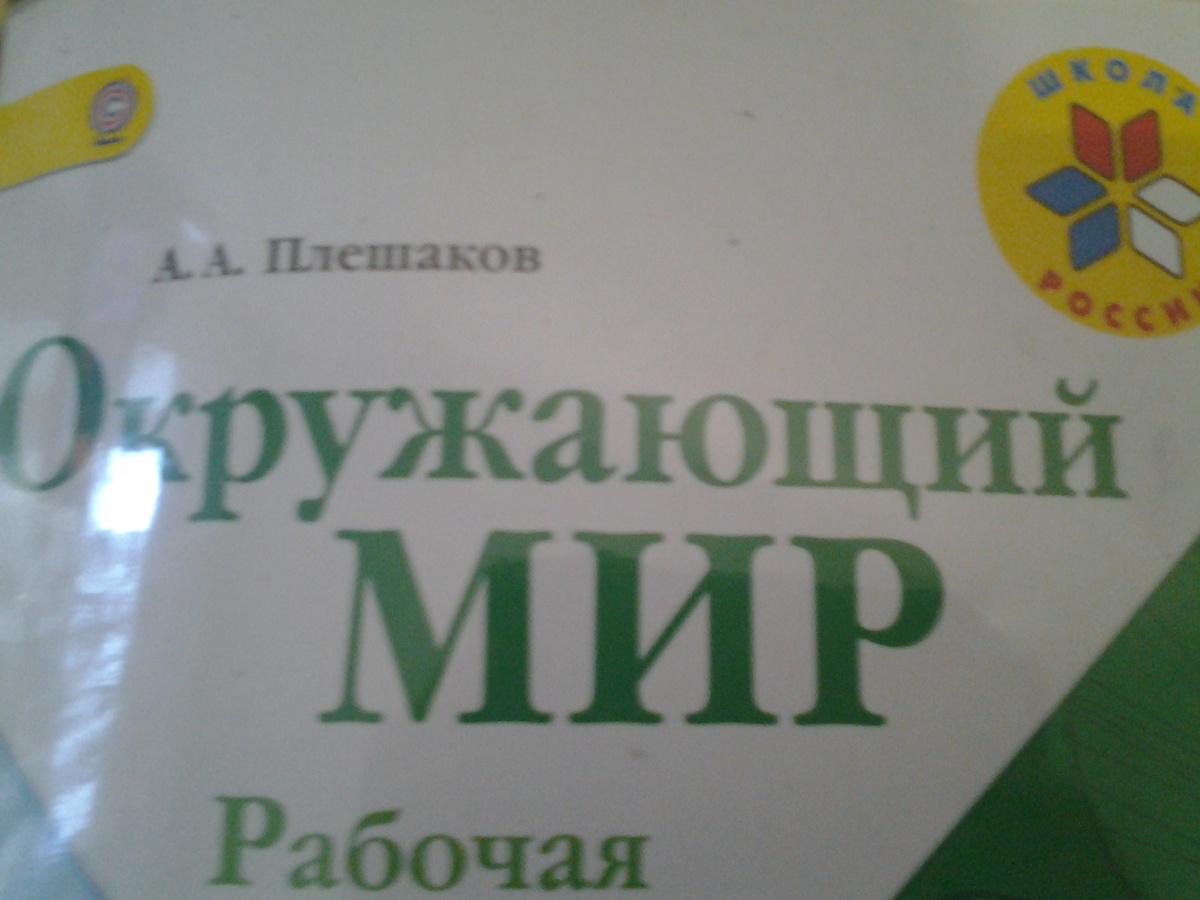 ШКОЛА
РОССИИ
А. А. Плешаков
Окружающий
МИР
Рабочая